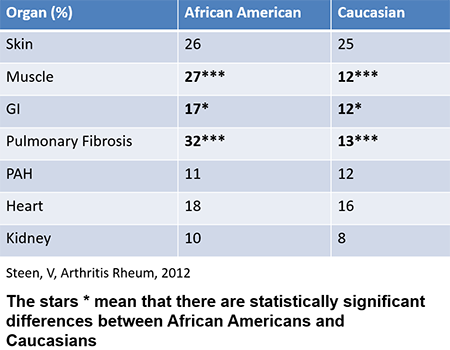 Organ (%) African American Caucasian
Skin 26 25
Muscle 27*** 12***
GI 17* 12*
Pulmonary Fibrosis 32*** 13***
PAH 11 12
Heart 18 16
Kidney 10 8
Steen, V, Arthritis Rheum, 2012
The stars * mean that there are statistically significant
differences between African Americans and
Caucasians